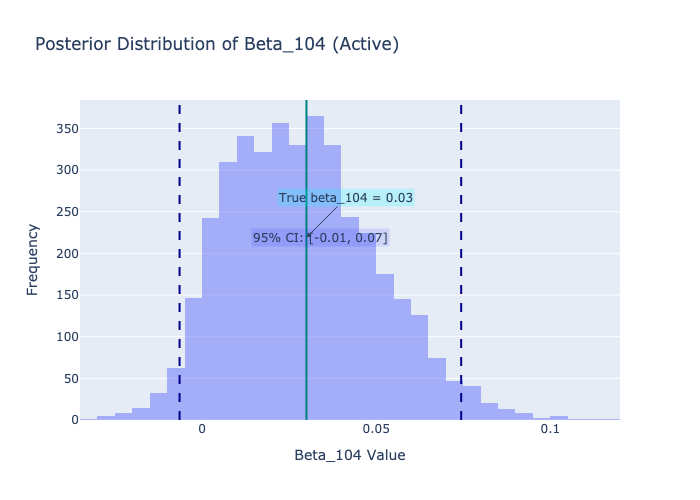 Posterior Distribution of Beta_104 (Active)
350
300
250
200
150
100
50
0
Frequency
True beta_104 = 0.03
95% CI: [-0.01, 0.07]
0
0.05
0.1
Beta_104 Value